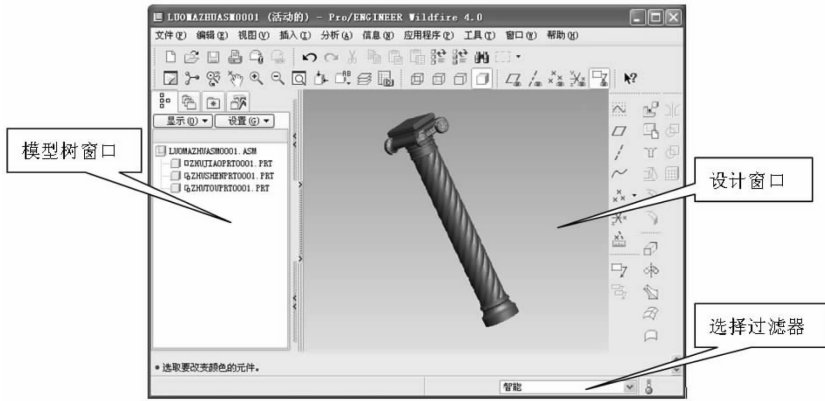 LUOMAZHUASM0001 (活动的) - Pro/ENGINEER Wildfire 4.0
文件(F) 编辑(E) 视图(V) 插入(I) 分析(A) 信息(N) 应用程序(P) 工具(T) 窗口(W) 帮助(H)
显示(D) 设置(G)
LUOMAZHUASM0001.ASM
ZHUJIAOPRT0001.PRT
ZHUSHENPRT0001.PRT
ZHUTOUPRT0001.PRT
模型树窗口
设计窗口
选择过滤器
选取要改变颜色的元件。
智能